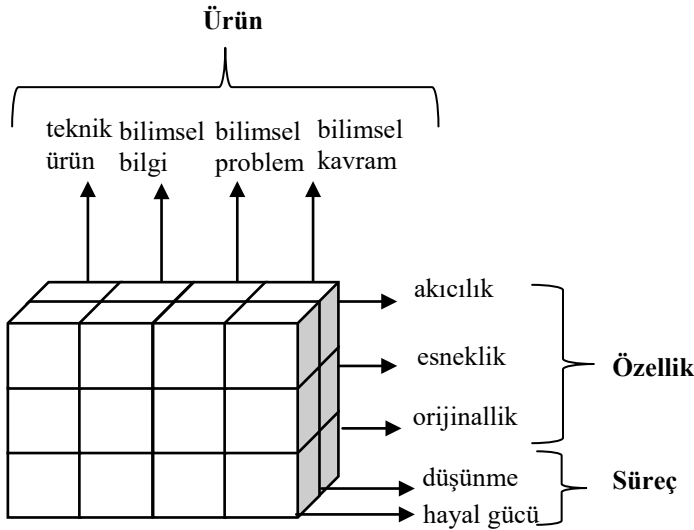 Ürün
teknik ürün
bilimsel bilgi
bilimsel problem
bilimsel kavram
akıcılık
esneklik
Özellik
orijinallik
düşünme
Süreç
hayal gücü